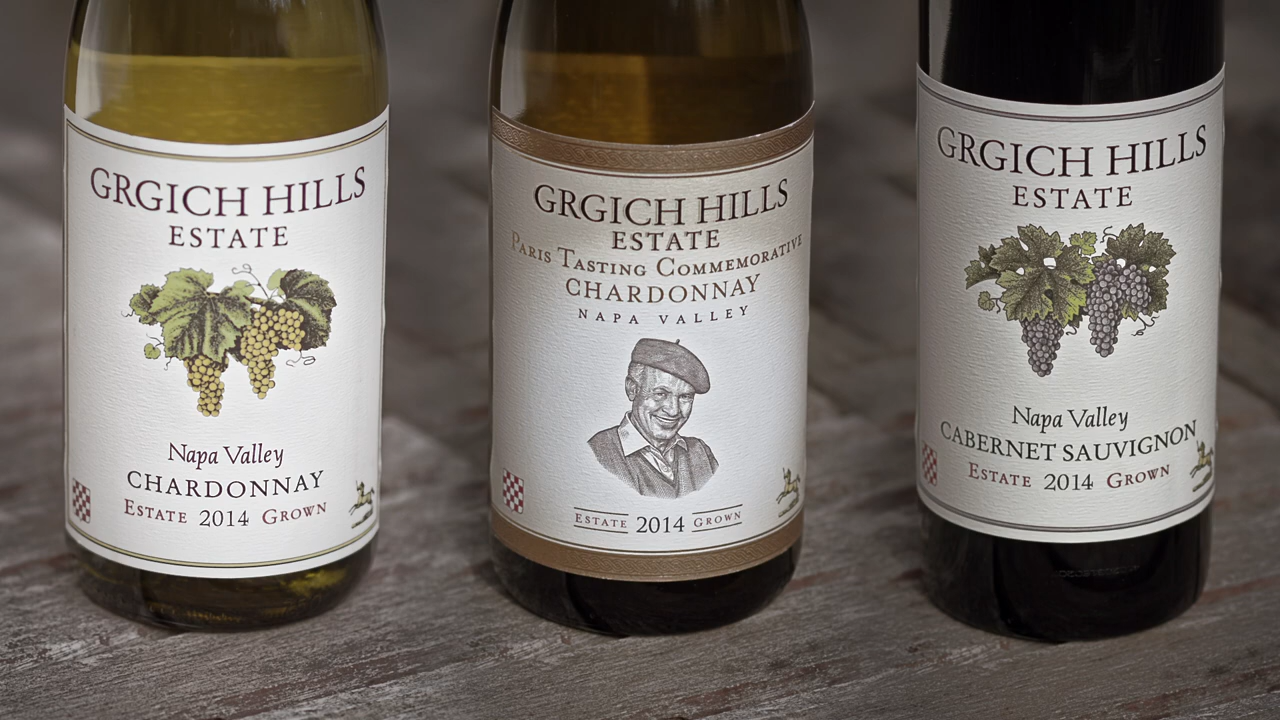 GRGICH HILLS
ESTATE
Napa Valley
CHARDONNAY
ESTATE 2014 GROWN
GRGICH HILLS
ESTATE
PARIS TASTING COMMEMORATIVE
CHARDONNAY
NAPA VALLEY
ESTATE 2014 GROWN
GRGICH HILLS
ESTATE
Napa Valley
CABERNET SAUVIGNON
ESTATE 2014 GROWN